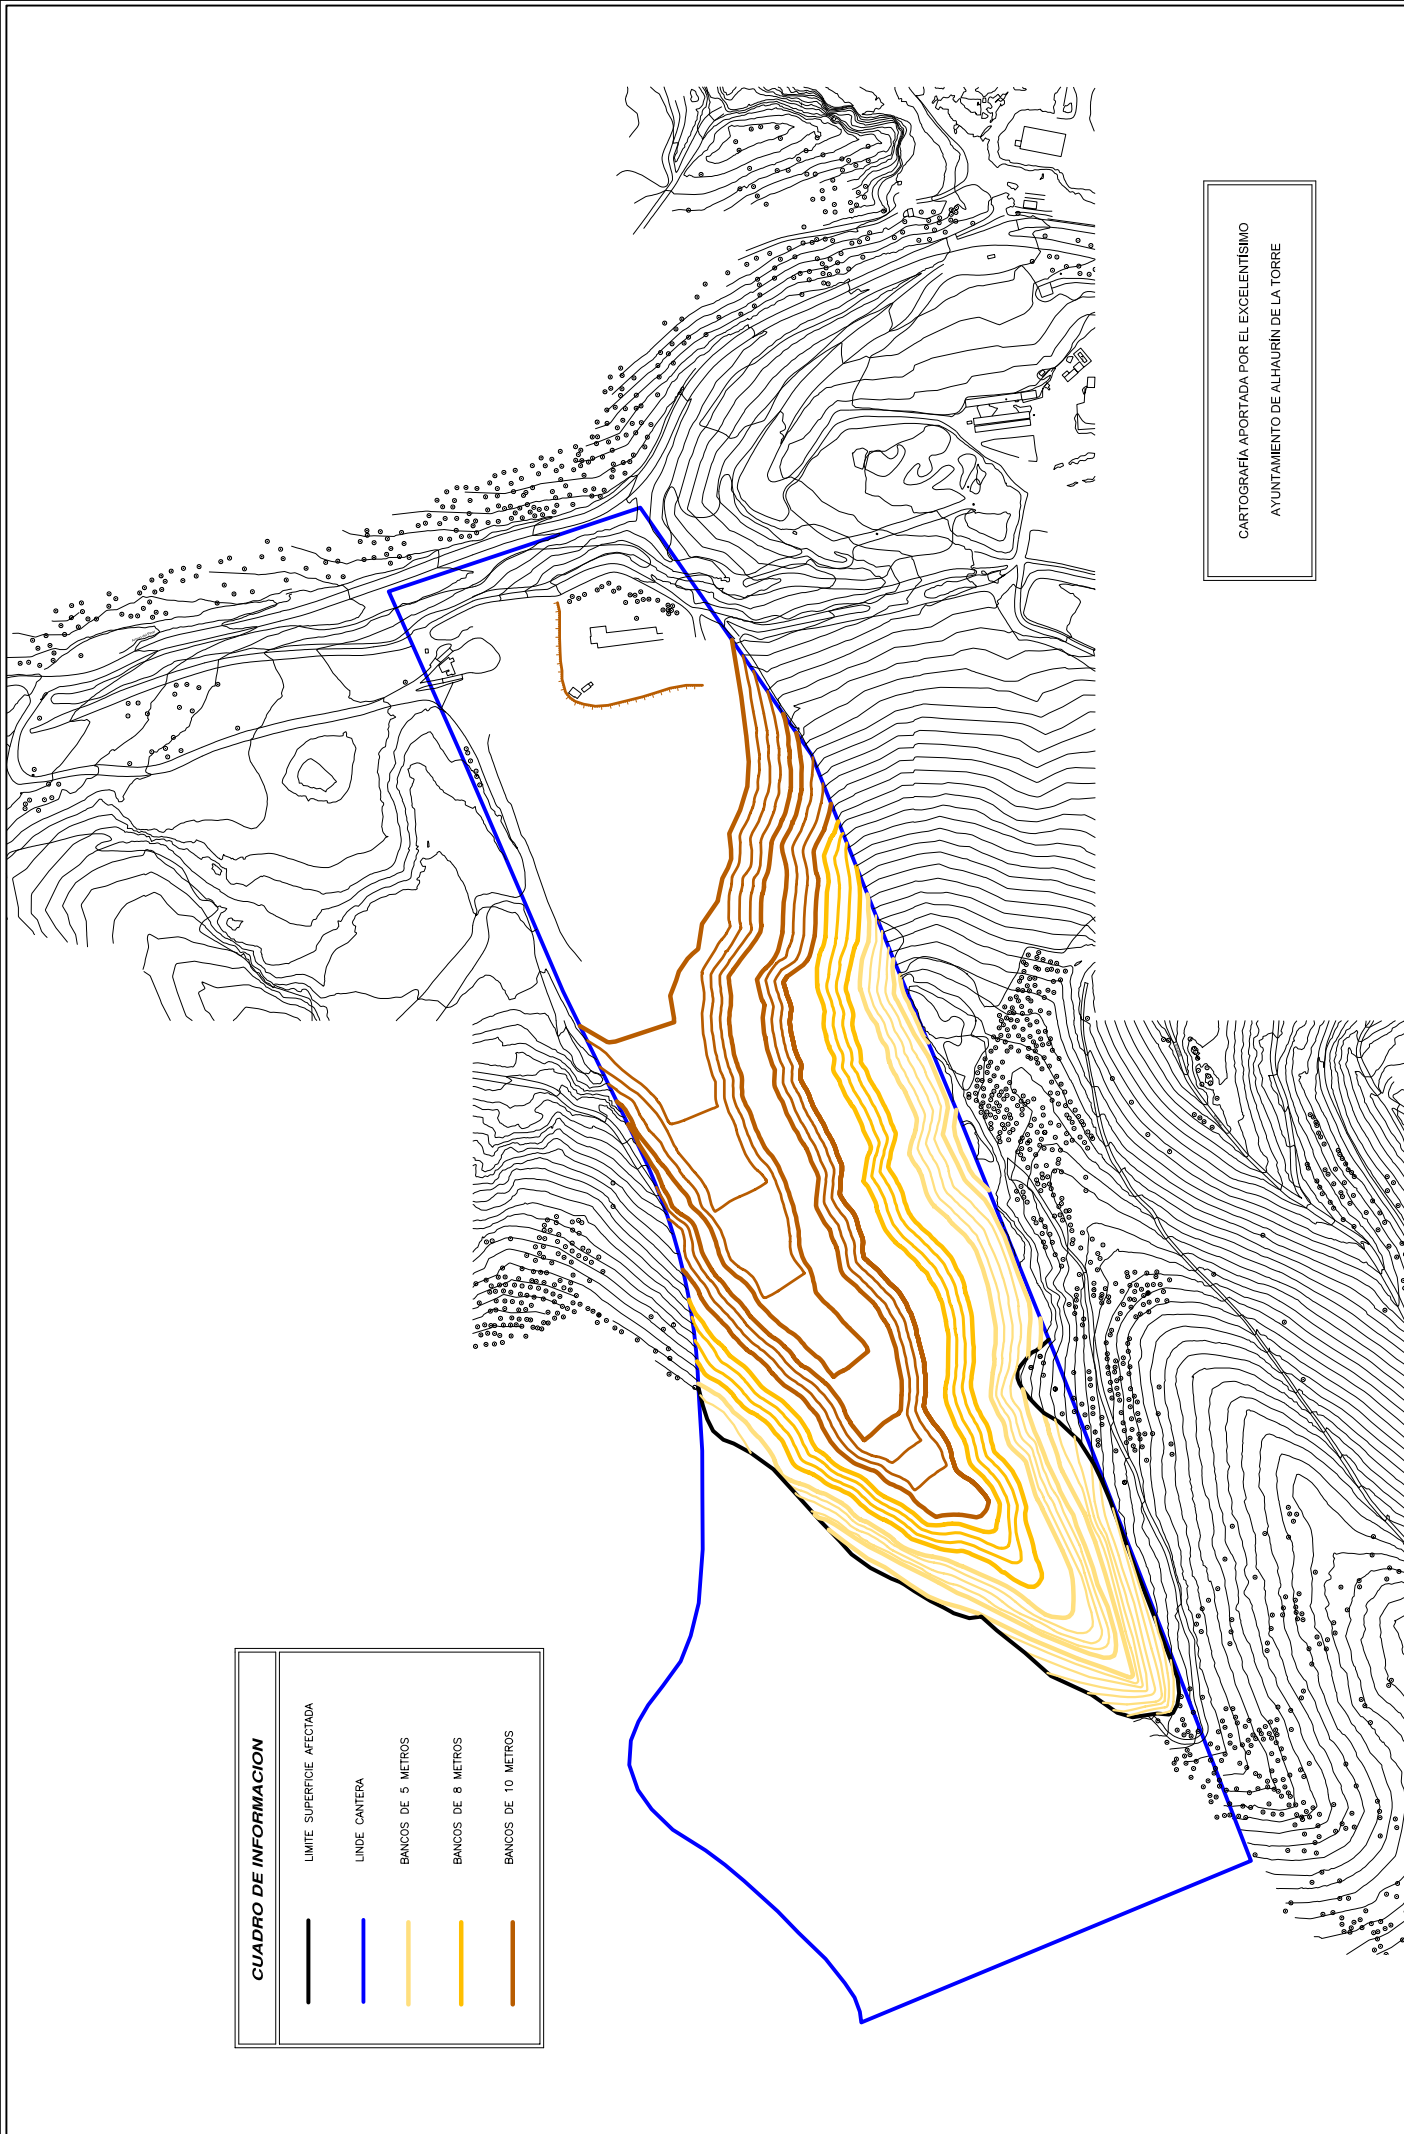 CARTOGRAFÍA APORTADA POR EL EXCELENTÍSIMO
AYUNTAMIENTO DE ALHAURÍN DE LA TORRE
CUADRO DE INFORMACION
LIMITE SUPERFICIE AFECTADA
LINDE CANTERA
BANCOS DE 5 METROS
BANCOS DE 8 METROS
BANCOS DE 10 METROS